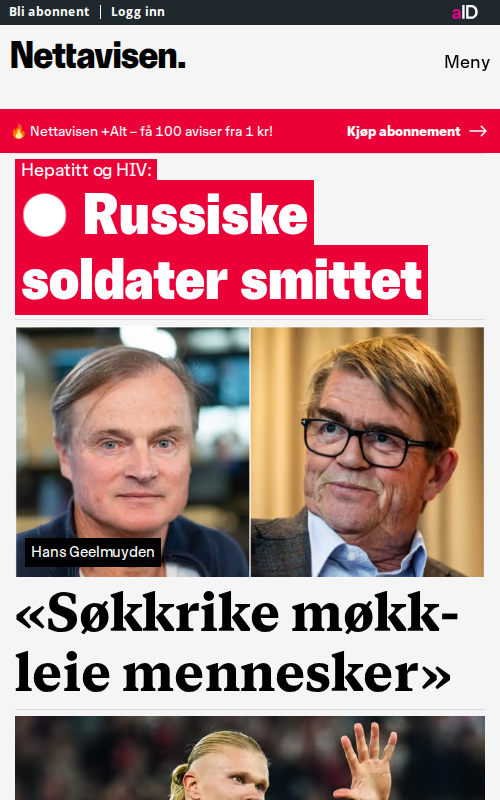 Bli abonnent | Logg inn
aID
Nettavisen.
Meny
🔥 Nettavisen +Alt – få 100 aviser fra 1 kr!
Kjøp abonnement →
Hepatitt og HIV:
Russiske
soldater smittet
Hans Geelmuyden
«Søkkrike møkk-
leie mennesker»